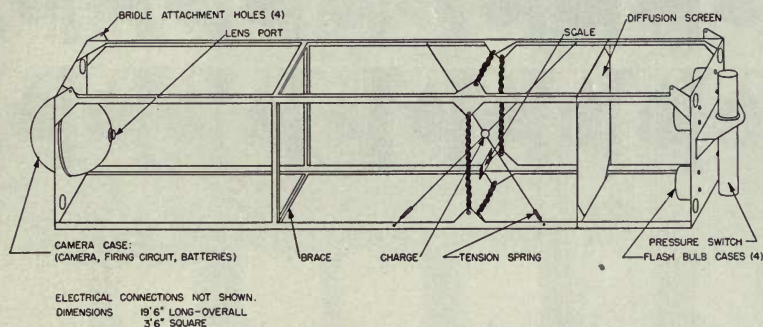 BRIDLE ATTACHMENT HOLES (4)
LENS PORT
SCALE
DIFFUSION SCREEN
CAMERA CASE:
(CAMERA, FIRING CIRCUIT, BATTERIES)
BRACE
CHARGE
TENSION SPRING
PRESSURE SWITCH
FLASH BULB CASES (4)
ELECTRICAL CONNECTIONS NOT SHOWN.
DIMENSIONS 19'6" LONG-OVERALL
3'6" SQUARE